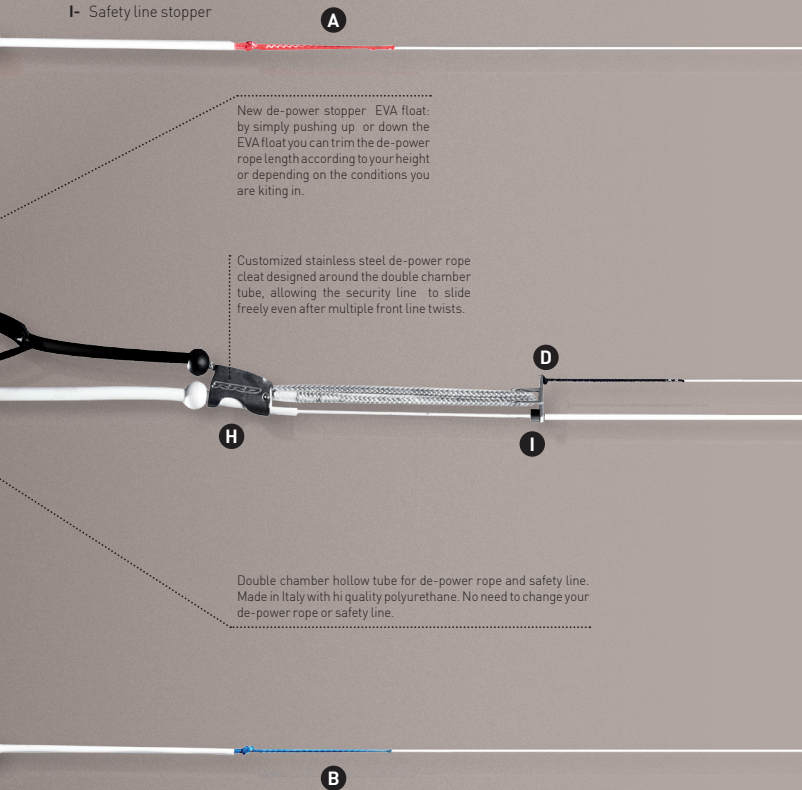 I- Safety line stopper
A
New de-power stopper EVA float:
by simply pushing up or down the
EVA float you can trim the de-power
rope length according to your height
or depending on the conditions you
are kiting in.
Customized stainless steel de-power rope
cleat designed around the double chamber
tube, allowing the security line to slide
freely even after multiple front line twists.
D
RRD
H
I
Double chamber hollow tube for de-power rope and safety line.
Made in Italy with hi quality polyurethane. No need to change your
de-power rope or safety line.
B